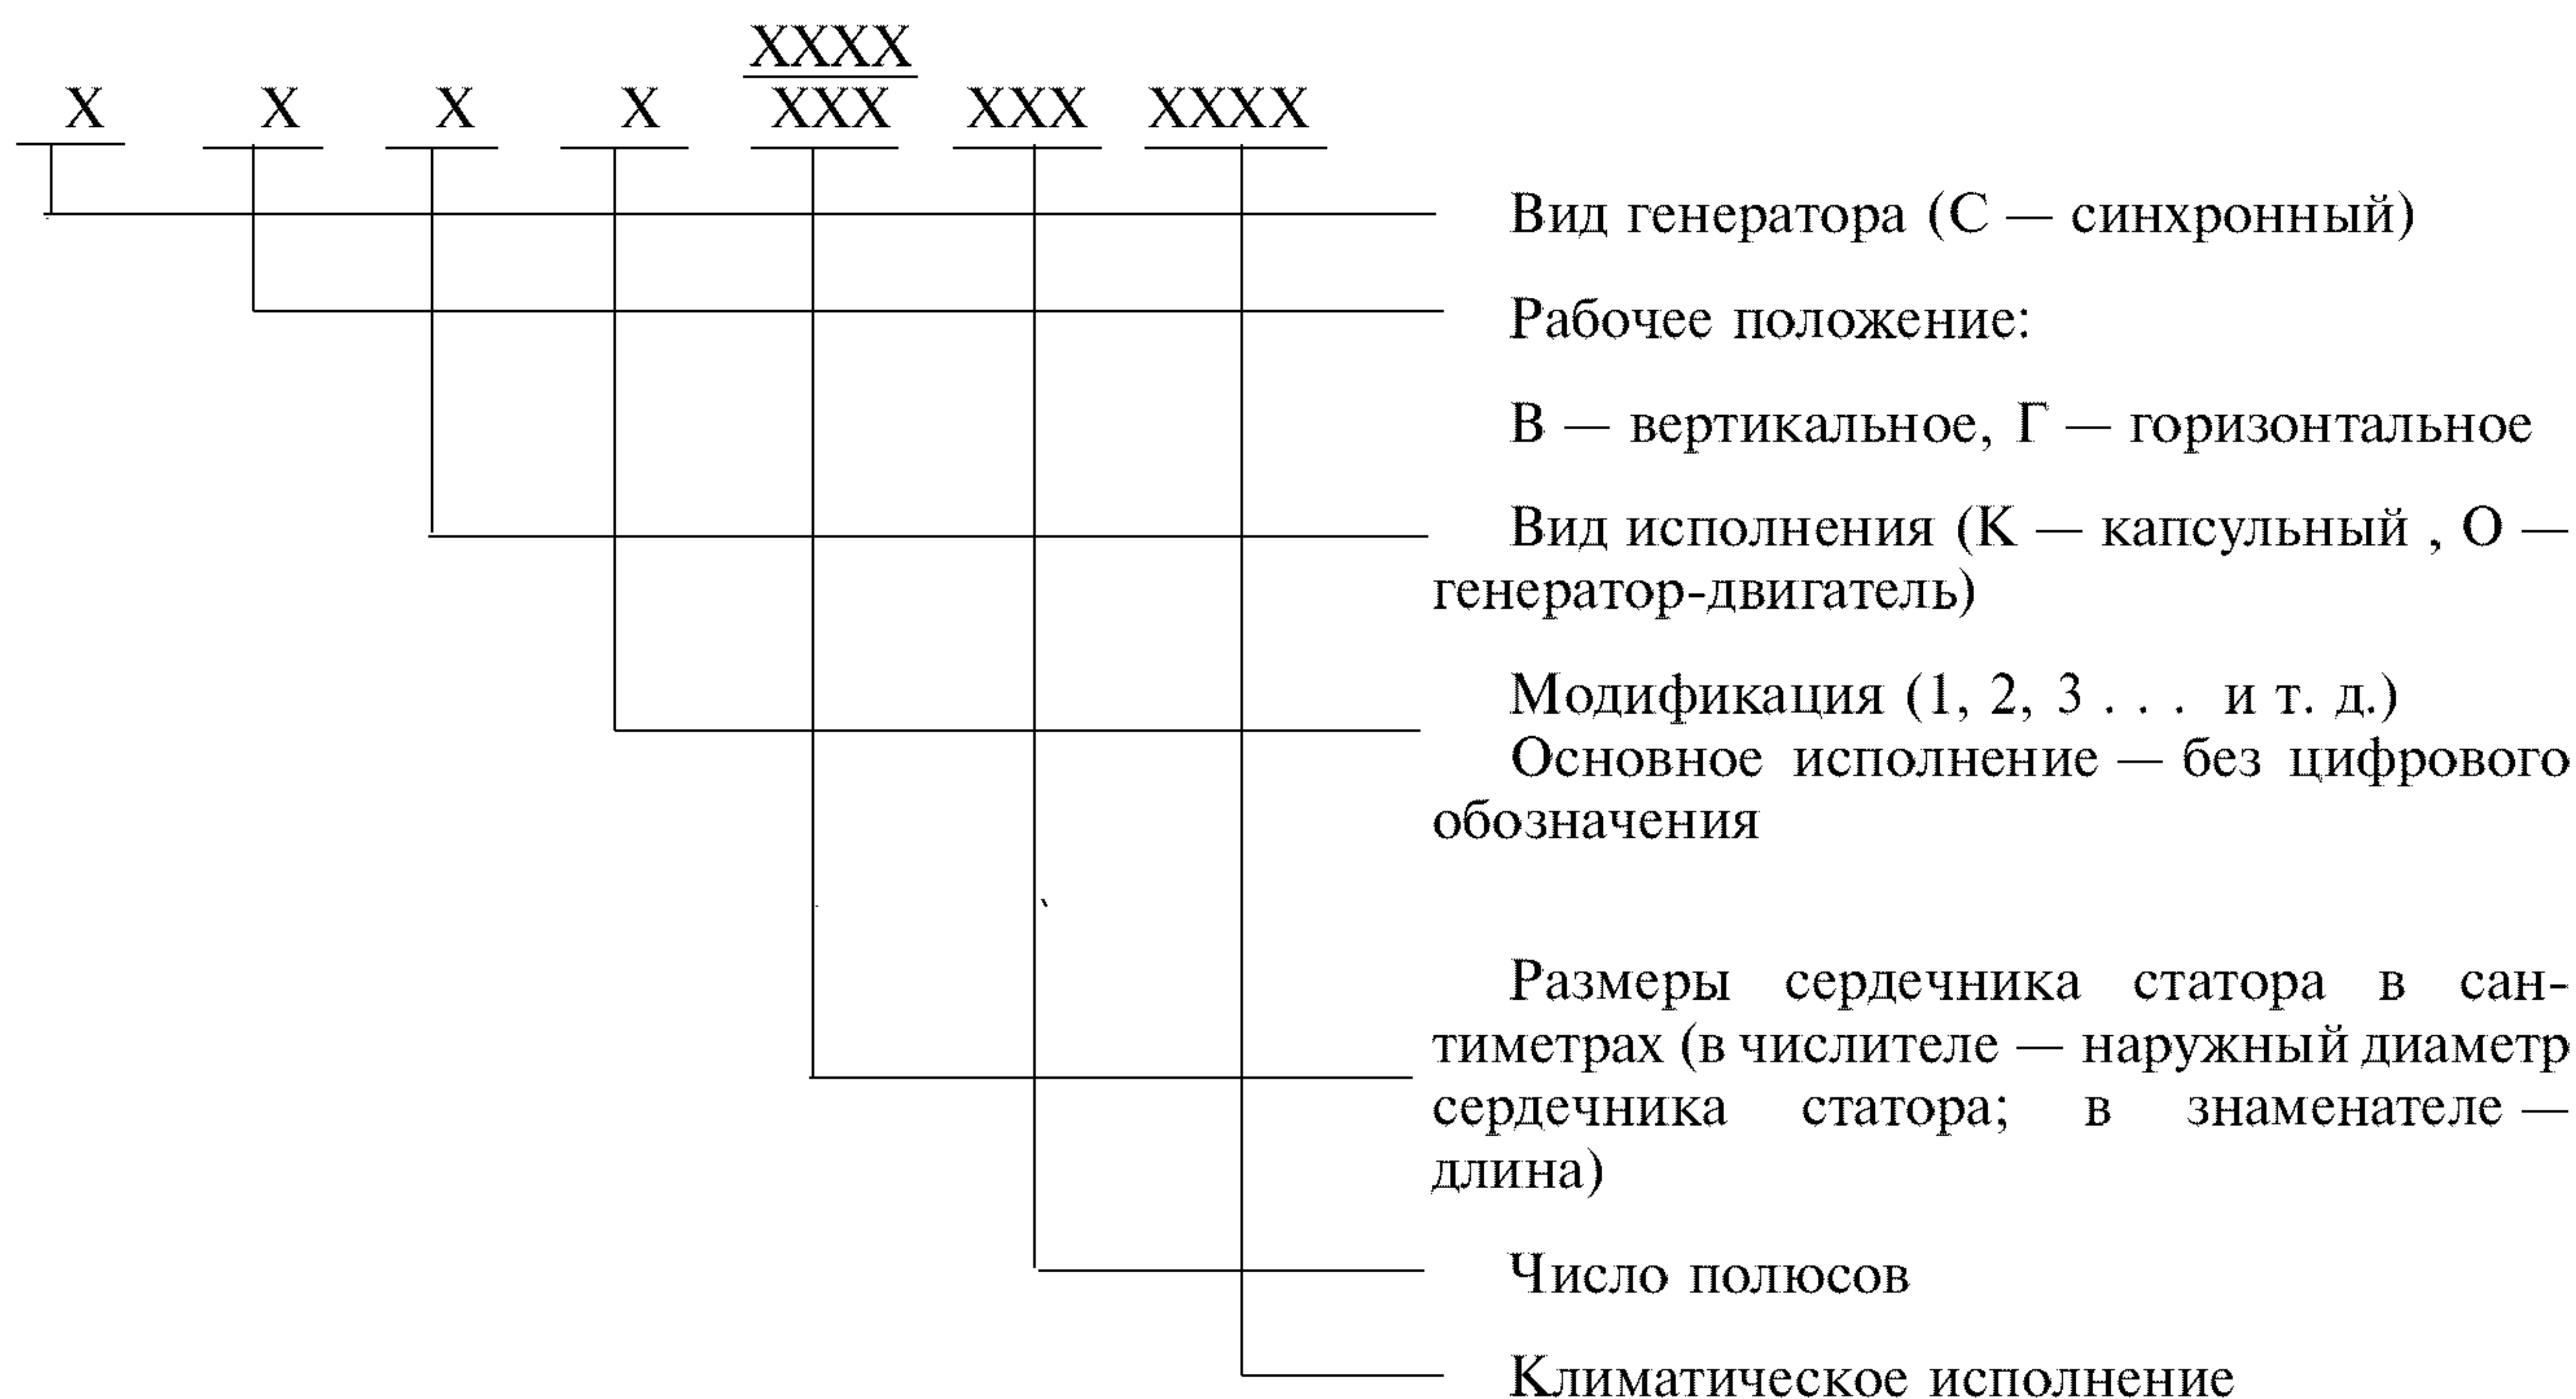 XXXX
X X X X XXX XXX XXXX
Вид генератора (С — синхронный)
Рабочее положение:
В — вертикальное, Г — горизонтальное
Вид исполнения (К — капсульный , О —
генератор-двигатель)
Модификация (1, 2, 3 . . . и т. д.)
Основное исполнение — без цифрового
обозначения
Размеры сердечника статора в сан-
тиметрах (в числителе — наружный диаметр
сердечника статора; в знаменателе —
длина)
Число полюсов
Климатическое исполнение